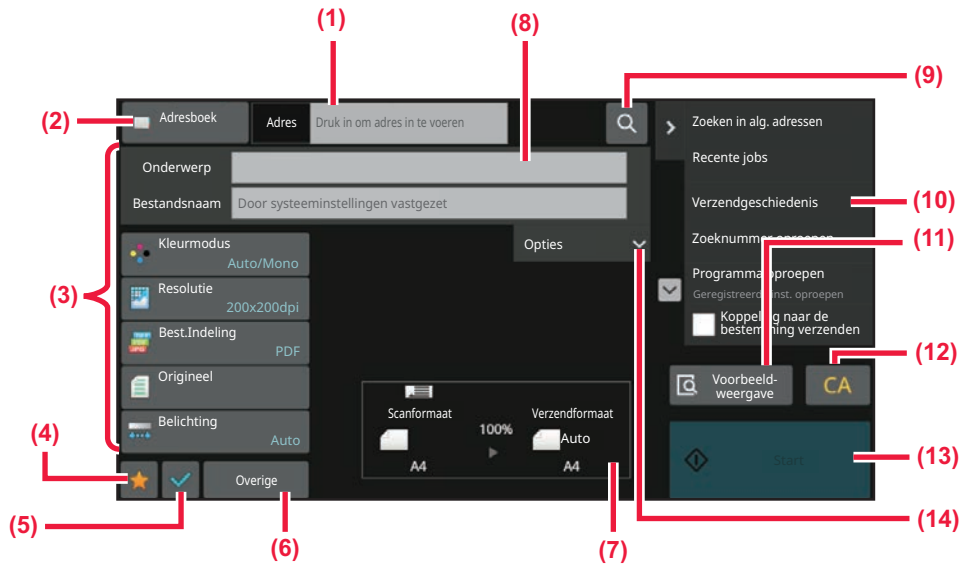 (1)
(8)
(9)
(2)
Adresboek
Adres
Druk in om adres in te voeren
Zoeken in alg. adressen
Recente jobs
Onderwerp
Bestandsnaam
Door systeeminstellingen vastgezet
Verzendgeschiedenis
(10)
(11)
Opties
Zoeknummer oproepen
(3)
Kleurmodus
Auto/Mono
Resolutie
200x200dpi
Best.Indeling
PDF
Origineel
Belichting
Auto
Programma oproepen
Geregistreerde inst. oproepen
Koppeling naar de
bestemming verzenden
(12)
Voorbeeld-
weergave
CA
Scanformaat
100%
Verzendformaat
Auto
A4
A4
(4)
Overige
Start
(13)
(5)
(6)
(7)
(14)